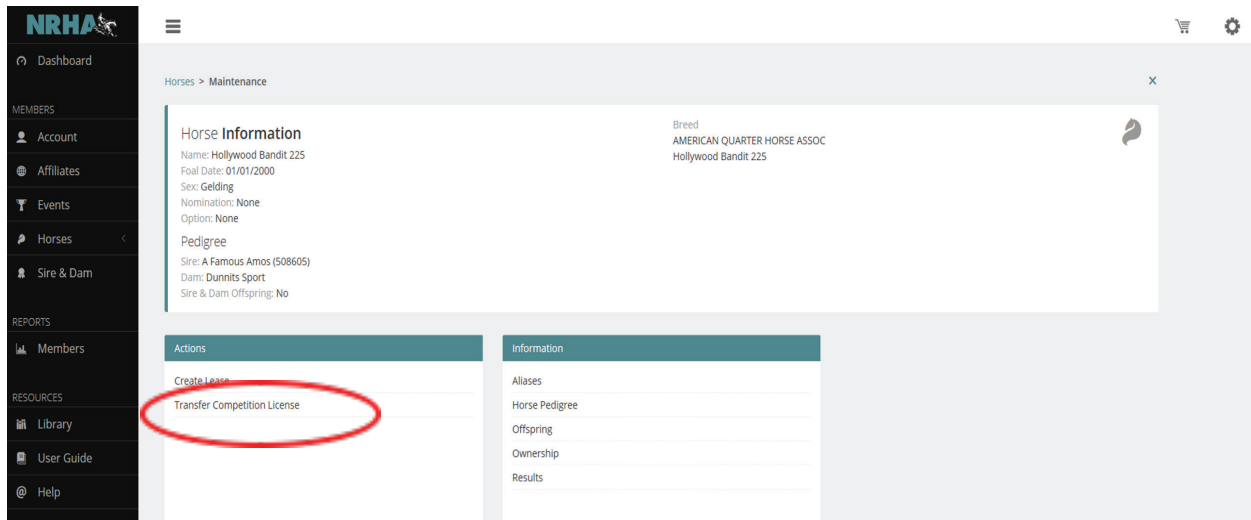 NRHA
Dashboard
MEMBERS
Account
Affiliates
Events
Horses
Sire & Dam
REPORTS
Members
RESOURCES
Library
User Guide
Help
Horses > Maintenance
Horse Information
Name: Hollywood Bandit 225
Foal Date: 01/01/2000
Sex: Gelding
Nomination: None
Option: None
Pedigree
Sire: A Famous Amos (508605)
Dam: Dunnits Sport
Sire & Dam Offspring: No
Breed
AMERICAN QUARTER HORSE ASSOC
Hollywood Bandit 225
Actions
Create Lease
Transfer Competition License
Information
Aliases
Horse Pedigree
Offspring
Ownership
Results